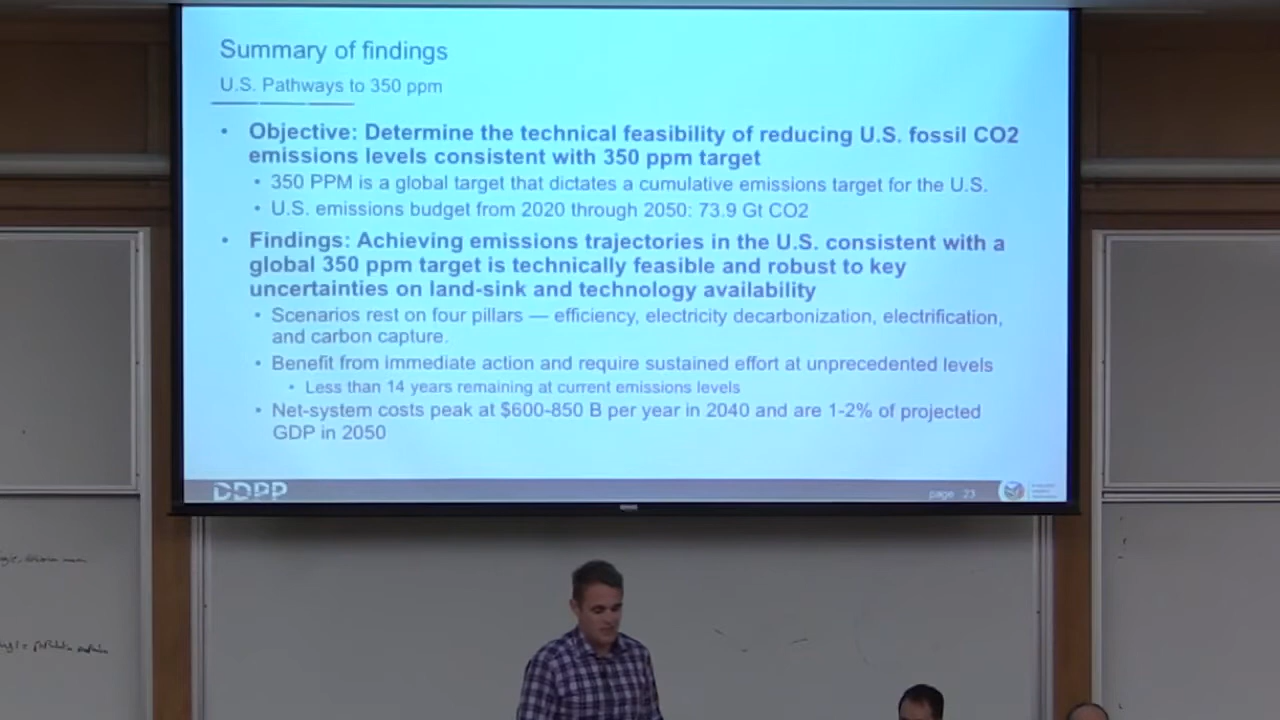 Summary of findings
U.S. Pathways to 350 ppm
• Objective: Determine the technical feasibility of reducing U.S. fossil CO2
emissions levels consistent with 350 ppm target
• 350 PPM is a global target that dictates a cumulative emissions target for the U.S.
• U.S. emissions budget from 2020 through 2050: 73.9 Gt CO2
• Findings: Achieving emissions trajectories in the U.S. consistent with a
global 350 ppm target is technically feasible and robust to key
uncertainties on land-sink and technology availability
• Scenarios rest on four pillars — efficiency, electricity decarbonization, electrification,
and carbon capture.
• Benefit from immediate action and require sustained effort at unprecedented levels
• Less than 14 years remaining at current emissions levels
• Net-system costs peak at $600-850 B per year in 2040 and are 1-2% of projected
GDP in 2050
DDPP
page 23